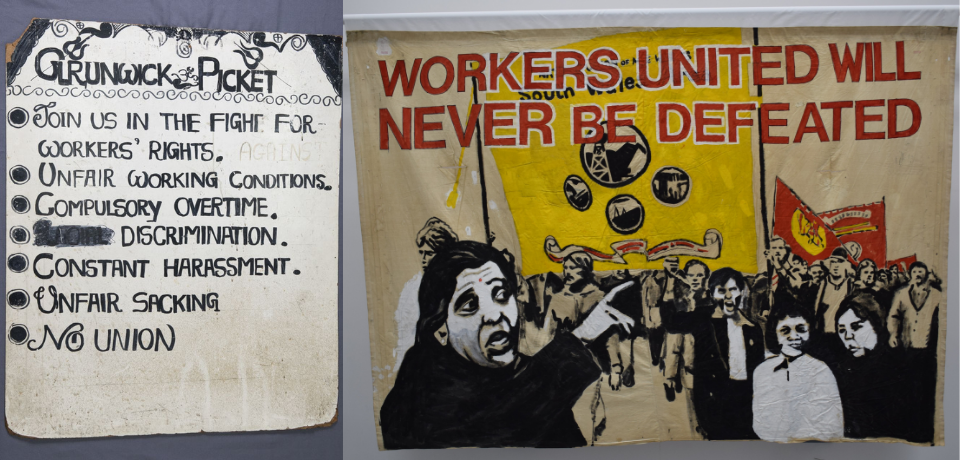 GRUNWICK PICKET
JOIN US IN THE FIGHT FOR
WORKERS' RIGHTS. AGAINST
UNFAIR WORKING CONDITIONS.
COMPULSORY OVERTIME.
DISCRIMINATION.
CONSTANT HARASSMENT.
UNFAIR SACKING
NO UNION
WORKERS UNITED WILL
NEVER BE DEFEATED
South Wales